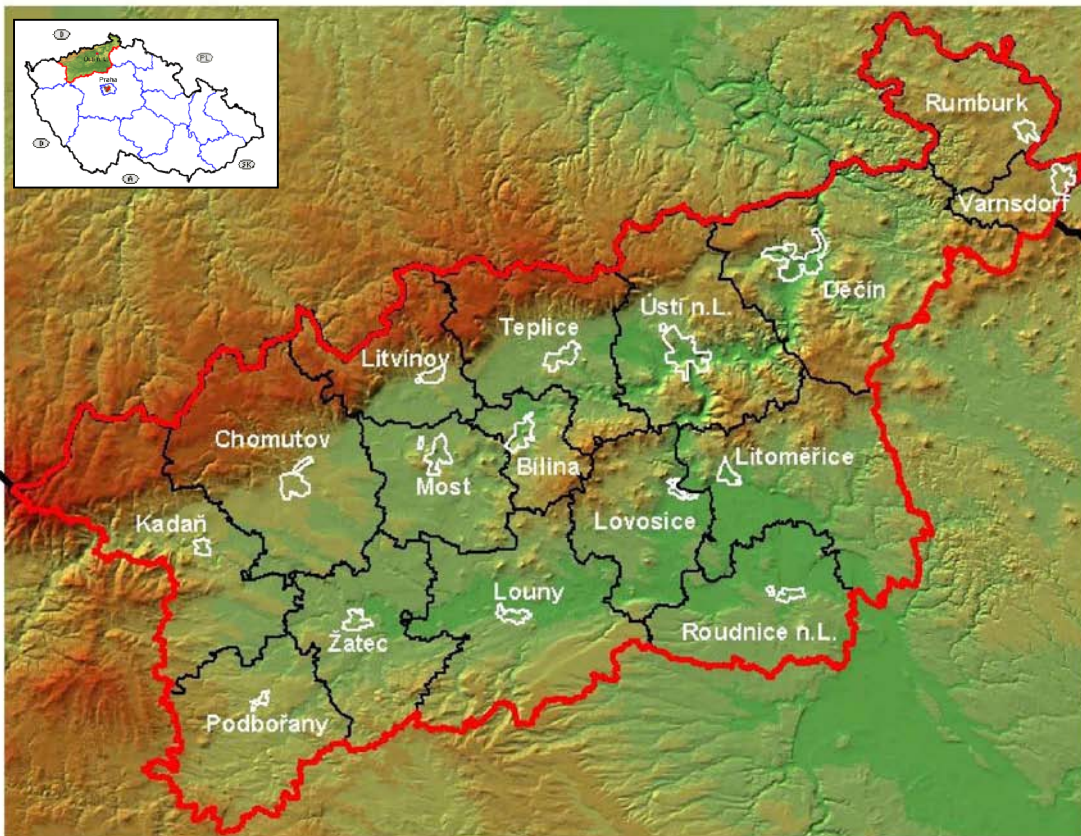 D
PL
Ústí n.L.
Praha
D
SK
A
Rumburk
Varnsdorf
Děčín
Ústí n.L.
Teplice
Litvínov
Chomutov
Bílina
Litoměřice
Most
Kadaň
Lovosice
Louny
Žatec
Roudnice n.L.
Podbořany